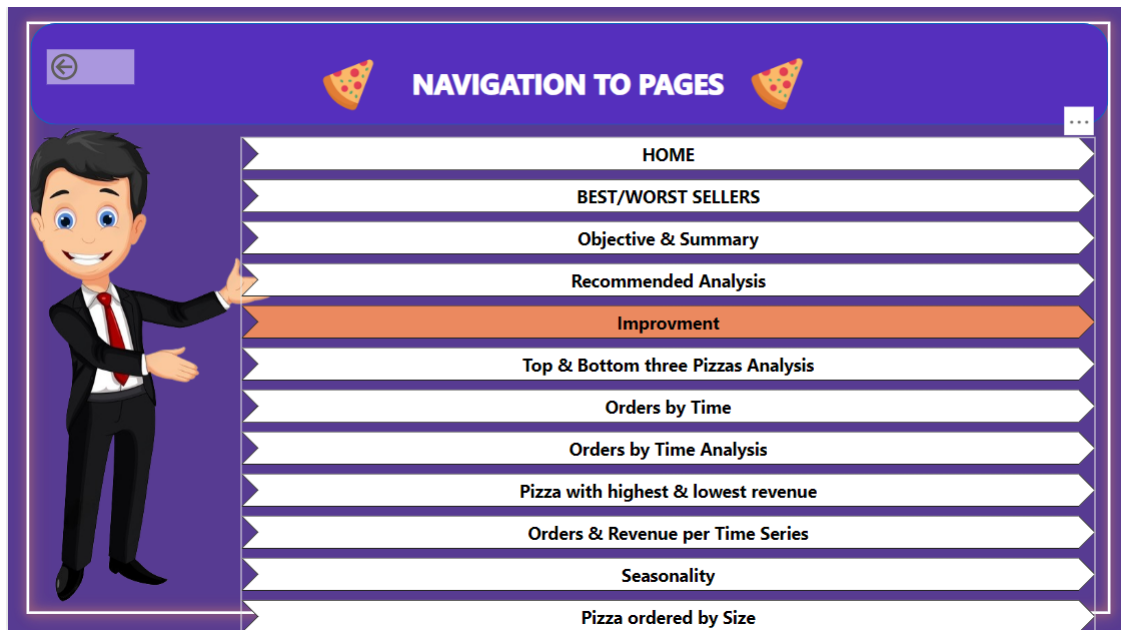 NAVIGATION TO PAGES
HOME
BEST/WORST SELLERS
Objective & Summary
Recommended Analysis
Improvment
Top & Bottom three Pizzas Analysis
Orders by Time
Orders by Time Analysis
Pizza with highest & lowest revenue
Orders & Revenue per Time Series
Seasonality
Pizza ordered by Size